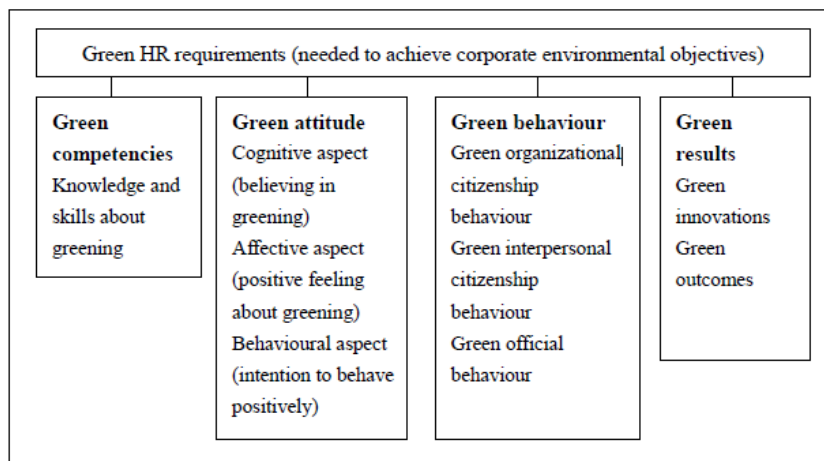 Green HR requirements (needed to achieve corporate environmental objectives)
Green
competencies
Knowledge and
skills about
greening
Green attitude
Cognitive aspect
(believing in
greening)
Affective aspect
(positive feeling
about greening)
Behavioural aspect
(intention to behave
positively)
Green behaviour
Green organizational
citizenship
behaviour
Green interpersonal
citizenship
behaviour
Green official
behaviour
Green
results
Green
innovations
Green
outcomes